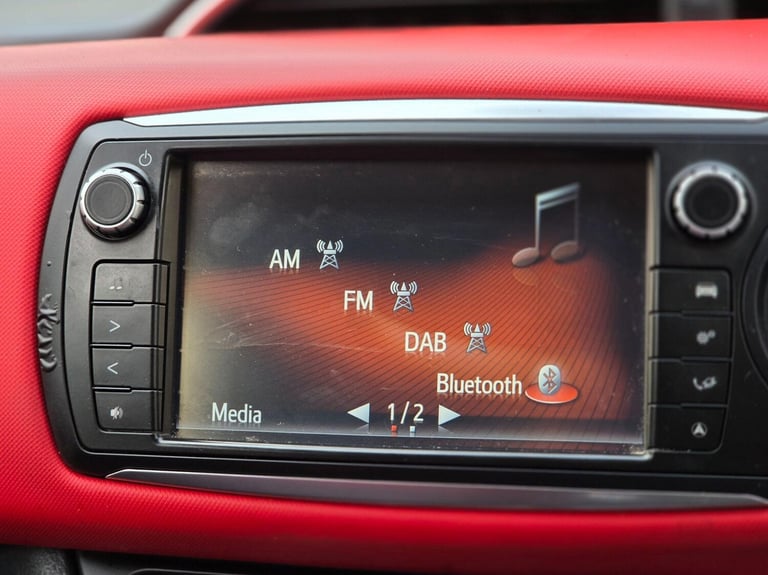 AM
FM
DAB
Bluetooth
Media
1/2
>
<